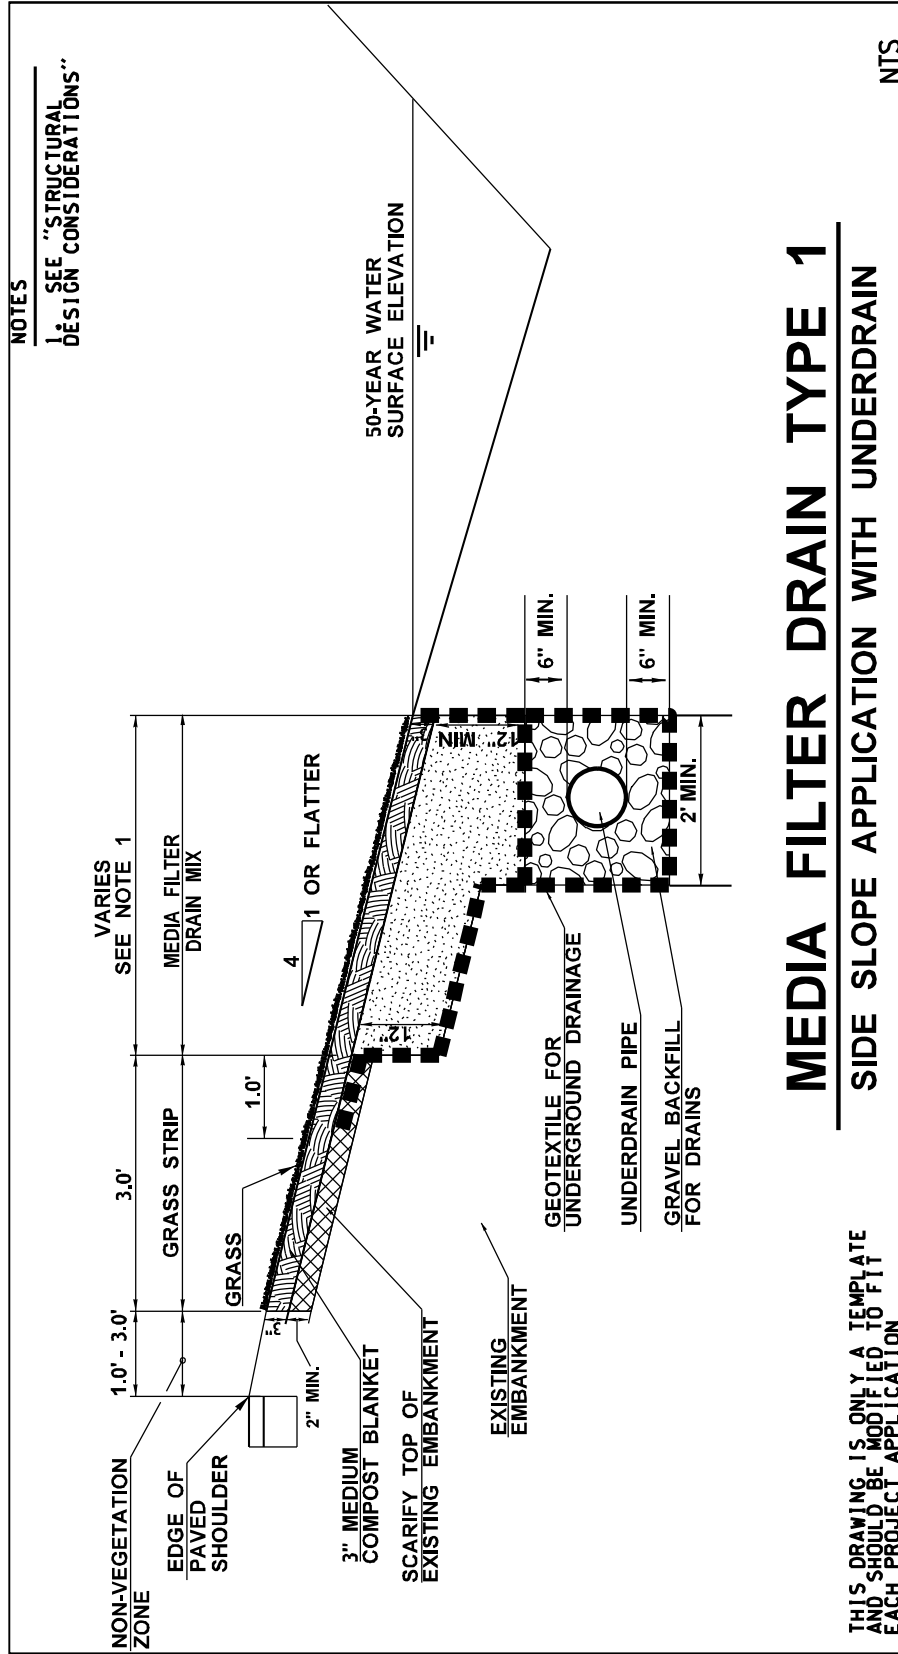 NOTES
1. SEE "STRUCTURAL
DESIGN CONSIDERATIONS"
NON-VEGETATION
ZONE
1.0' - 3.0'
3.0'
VARIES
SEE NOTE 1
GRASS STRIP
MEDIA FILTER
DRAIN MIX
EDGE OF
PAVED
SHOULDER
GRASS
1.0'
4
1 OR FLATTER
50-YEAR WATER
SURFACE ELEVATION
3"
2" MIN.
3"
12"
12" MIN
3" MEDIUM
COMPOST BLANKET
SCARIFY TOP OF
EXISTING EMBANKMENT
EXISTING
EMBANKMENT
GEOTEXTILE FOR
UNDERGROUND DRAINAGE
UNDERDRAIN PIPE
GRAVEL BACKFILL
FOR DRAINS
6" MIN.
6" MIN.
2' MIN.
MEDIA FILTER DRAIN TYPE 1
SIDE SLOPE APPLICATION WITH UNDERDRAIN
THIS DRAWING IS ONLY A TEMPLATE
AND SHOULD BE MODIFIED TO FIT
EACH PROJECT APPLICATION
NTS